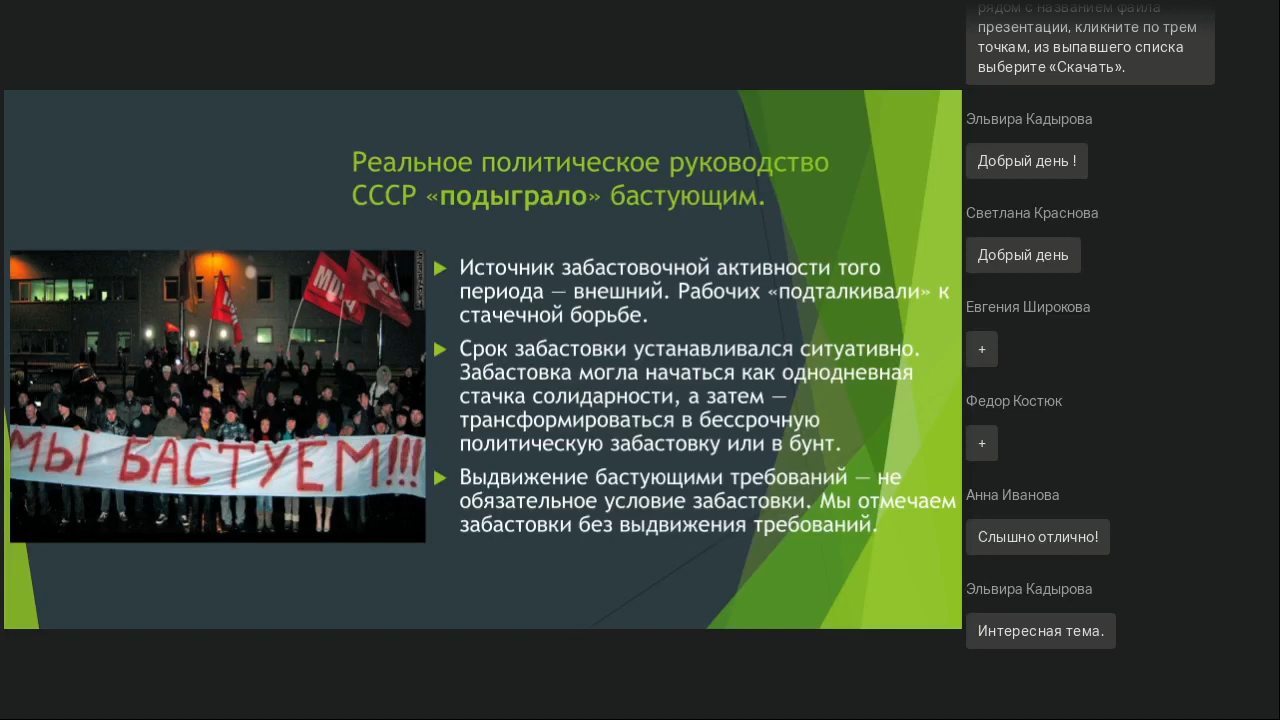 Реальное политическое руководство
СССР «подыграло» бастующим.
Источник забастовочной активности того
периода — внешний. Рабочих «подталкивали» к
стачечной борьбе.
Срок забастовки устанавливался ситуативно.
Забастовка могла начаться как однодневная
стачка солидарности, а затем —
трансформироваться в бессрочную
политическую забастовку или в бунт.
Выдвижение бастующими требований — не
обязательное условие забастовки. Мы отмечаем
забастовки без выдвижения требований.
МЫ БАСТУЕМ!!!
рядом с названием файла
презентации, кликните по трем
точкам, из выпавшего списка
выберите «Скачать».
Эльвира Кадырова
Добрый день !
Светлана Краснова
Добрый день
Евгения Широкова
+
Федор Костюк
+
Анна Иванова
Слышно отлично!
Эльвира Кадырова
Интересная тема.